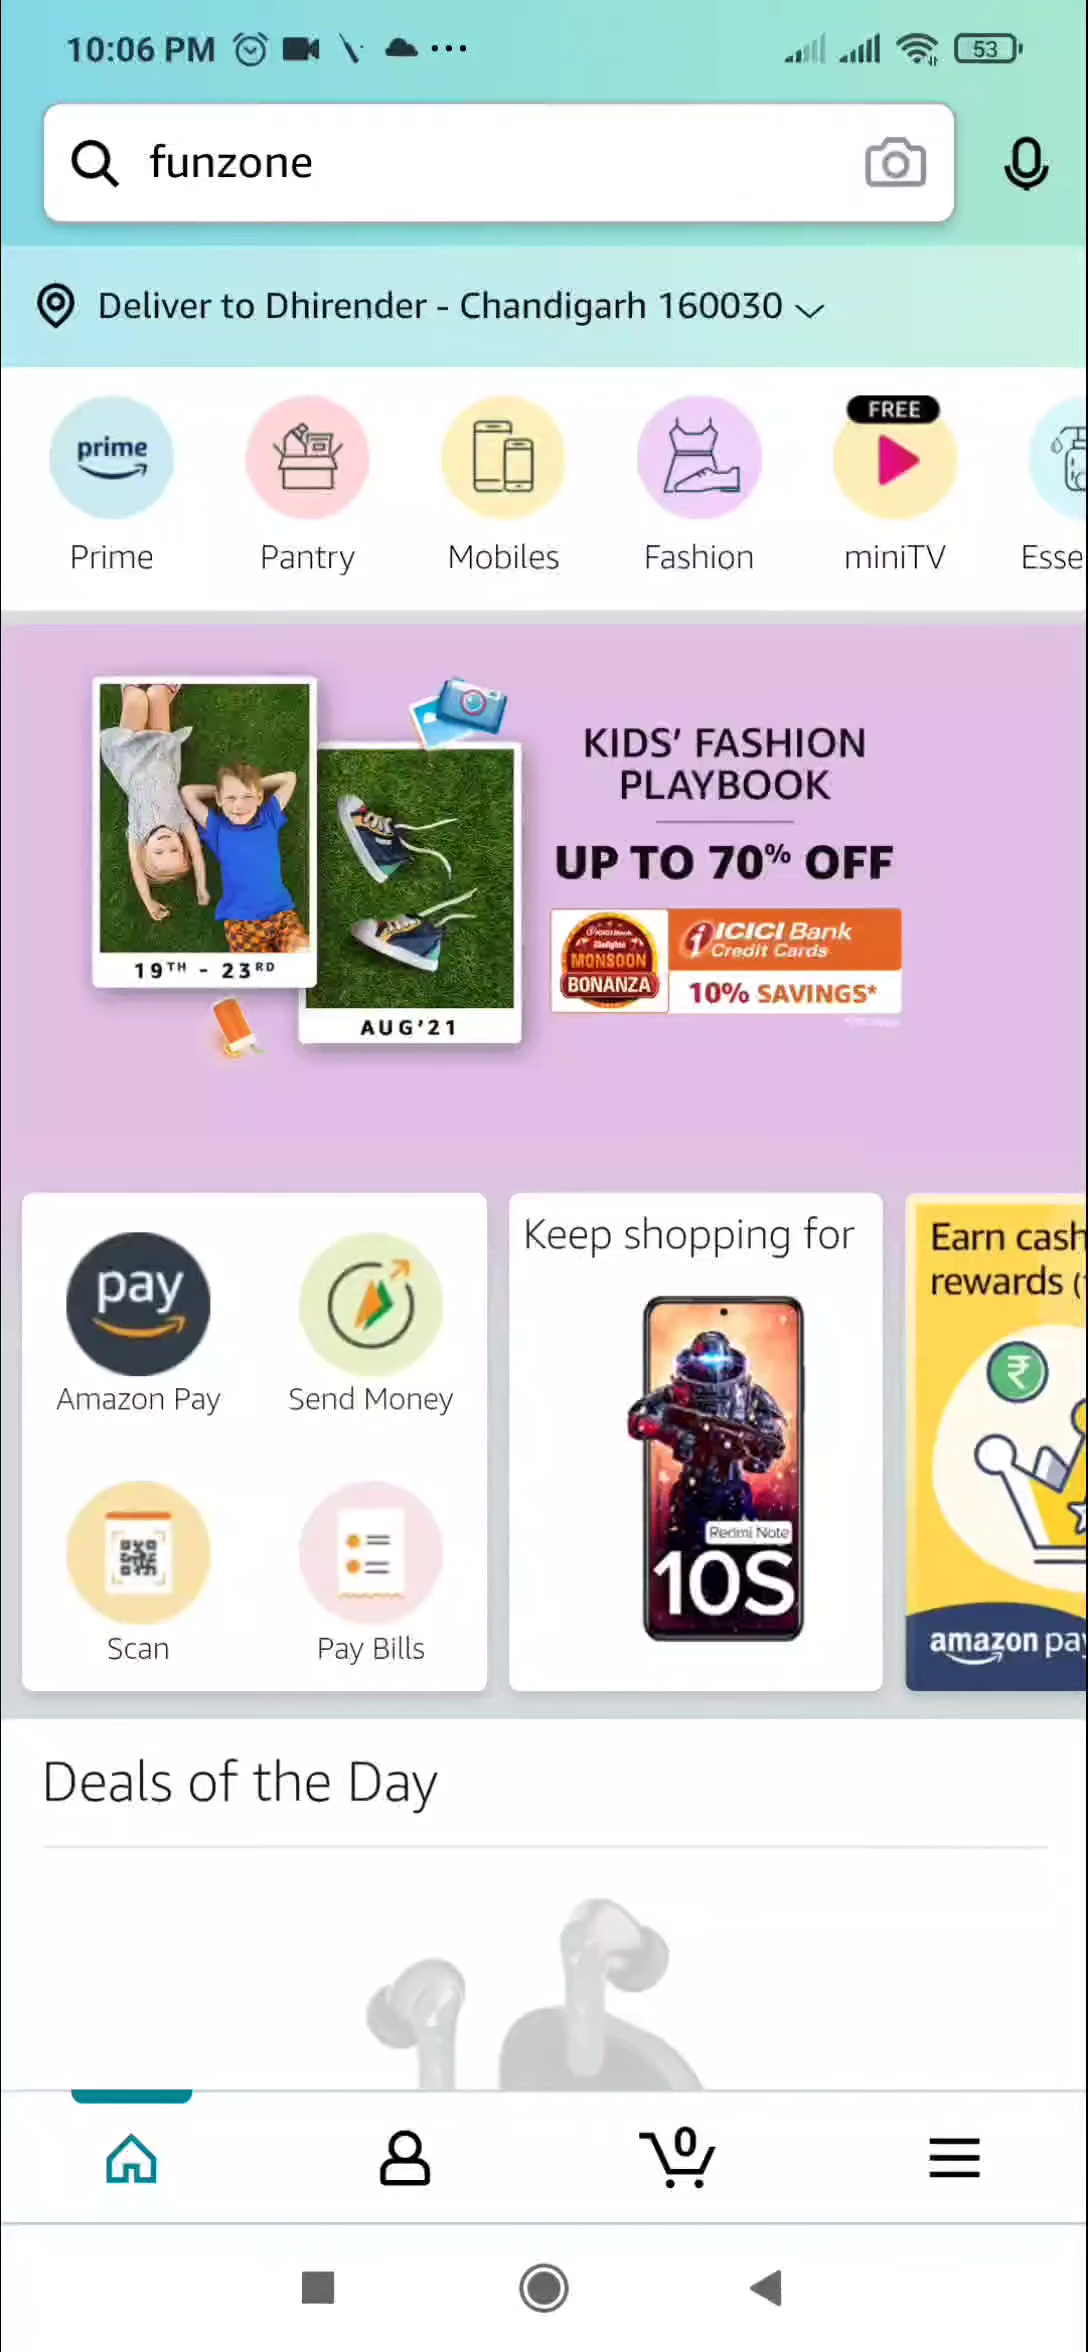 10:06 PM
53
funzone
Deliver to Dhirender - Chandigarh 160030
prime
FREE
Prime
Pantry
Mobiles
Fashion
miniTV
Esse
KIDS' FASHION
PLAYBOOK
UP TO 70% OFF
ICICI Bank
Credit Cards
MONSOON
BONANZA
10% SAVINGS*
19TH - 23RD
AUG'21
pay
Amazon Pay
Send Money
Scan
Pay Bills
Keep shopping for
Redmi Note
10S
Earn cash
rewards (
amazon pay
Deals of the Day
0